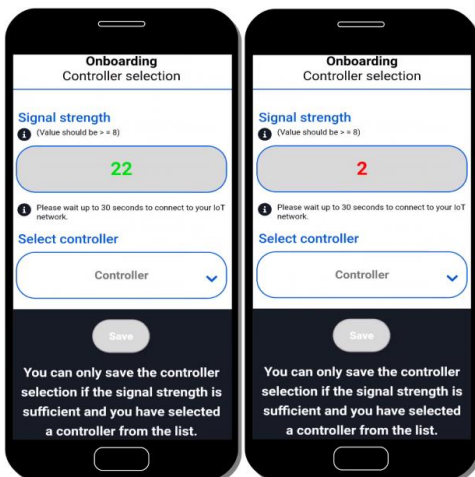 Onboarding
Controller selection
Signal strength
(Value should be > = 8)
22
Please wait up to 30 seconds to connect to your IoT
network.
Select controller
Controller
Save
You can only save the controller
selection if the signal strength is
sufficient and you have selected
a controller from the list.
Onboarding
Controller selection
Signal strength
(Value should be > = 8)
2
Please wait up to 30 seconds to connect to your IoT
network.
Select controller
Controller
Save
You can only save the controller
selection if the signal strength is
sufficient and you have selected
a controller from the list.